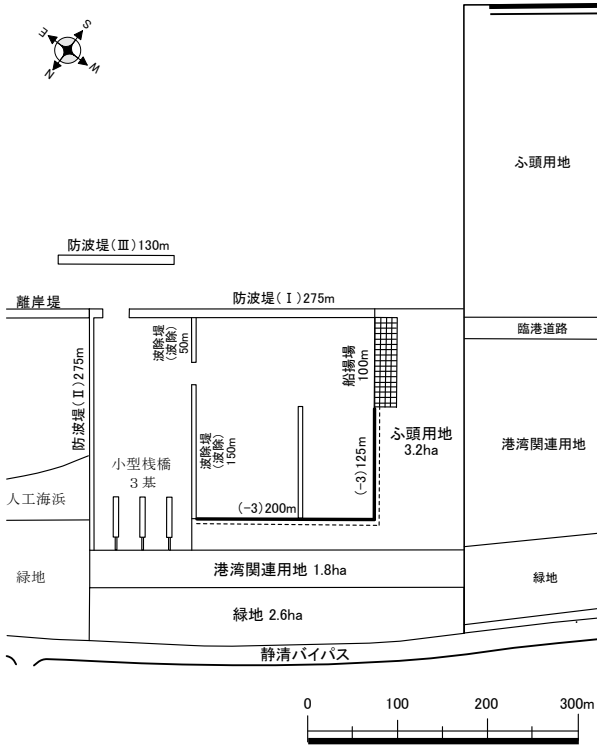 S
E
W
N
ふ頭用地
防波堤(Ⅲ)130m
離岸堤
防波堤(Ⅰ)275m
波除堤
(波除)
50m
臨港道路
船揚場
100m
防波堤(Ⅱ)275m
波除堤
(波除)
150m
ふ頭用地
3.2ha
港湾関連用地
小型桟橋
3基
(-3)125m
人工海浜
(-3)200m
緑地
港湾関連用地 1.8ha
緑地
緑地 2.6ha
静清バイパス
0 100 200 300m